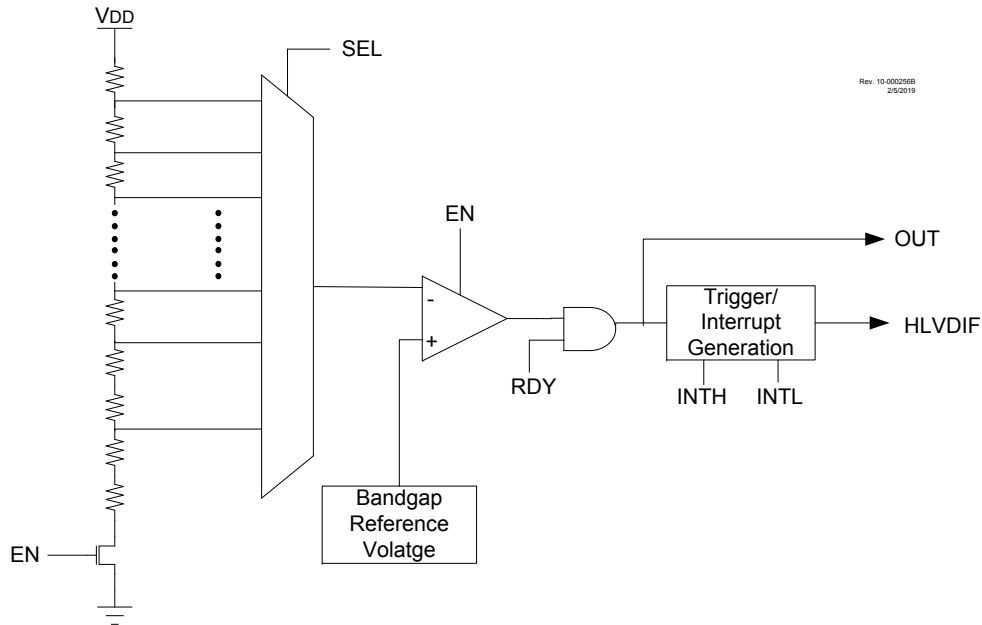 VDD
SEL
Rev. 10-000256B
2/5/2019
EN
OUT
Trigger/
Interrupt
Generation
HLVDIF
-
+
RDY
INTH
INTL
Bandgap
Reference
Volatge
EN